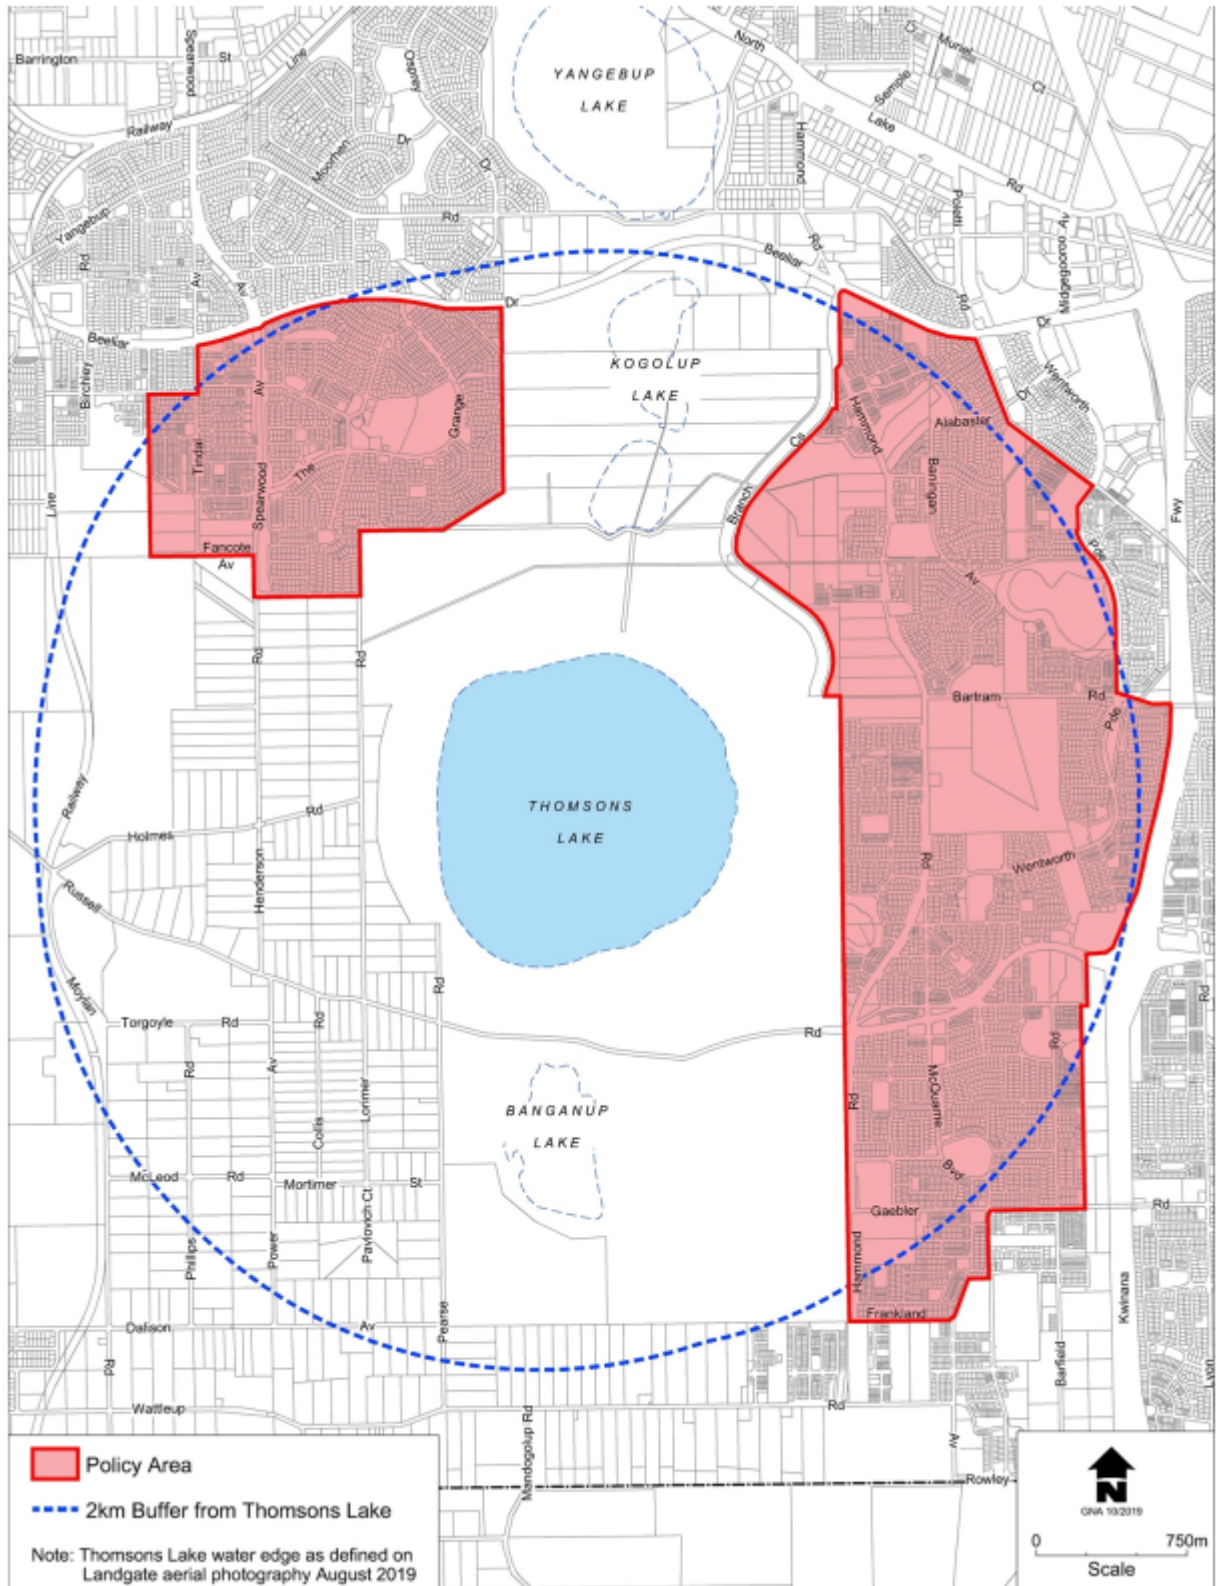 Barrington
Spearwood
St
Line
Osprey
Railway
Moorhen
Dr
Dr
YANGEBUP
LAKE
North
Semple
Lake
Rd
Muriel
Ct
Hammond
Rd
Poletti
Rd
Midgegooroo Av
Yangebup
Rd
Rd
Av
Av
Beeliar
Dr
Beeliar
Dr
Birchley
Wentworth
Dr
KOGOLUP
LAKE
Hammond
Alabaster
Baningan
Av
Branch
Cir
Av
Grange
The
Tindal
Spearwood
Line
Fancote
Av
Pde
Fwy
Rd
Rd
Bartram
Rd
Pde
THOMSONS
LAKE
Railway
Holmes
Rd
Henderson
Russell
Moylan
Rd
Wentworth
Rd
Torgoyle
Rd
Rd
Rd
Av
Rd
Collis
Lorimer
Rd
Rd
McQuarrie
Bvd
Rd
BANGANUP
LAKE
McLeod
Rd
Mortimer
St
Gaebler
Rd
Phillips
Power
Pavlovich Ct
Pearse
Hammond
Frankland
Kwinana
Barfield
Lyon
Dalison
Av
Rd
Wattleup
Rd
Mandogolup Rd
Av
Rowley
Policy Area
2km Buffer from Thomsons Lake
Note: Thomsons Lake water edge as defined on
Landgate aerial photography August 2019
N
GNA 10/2019
0 750m
Scale